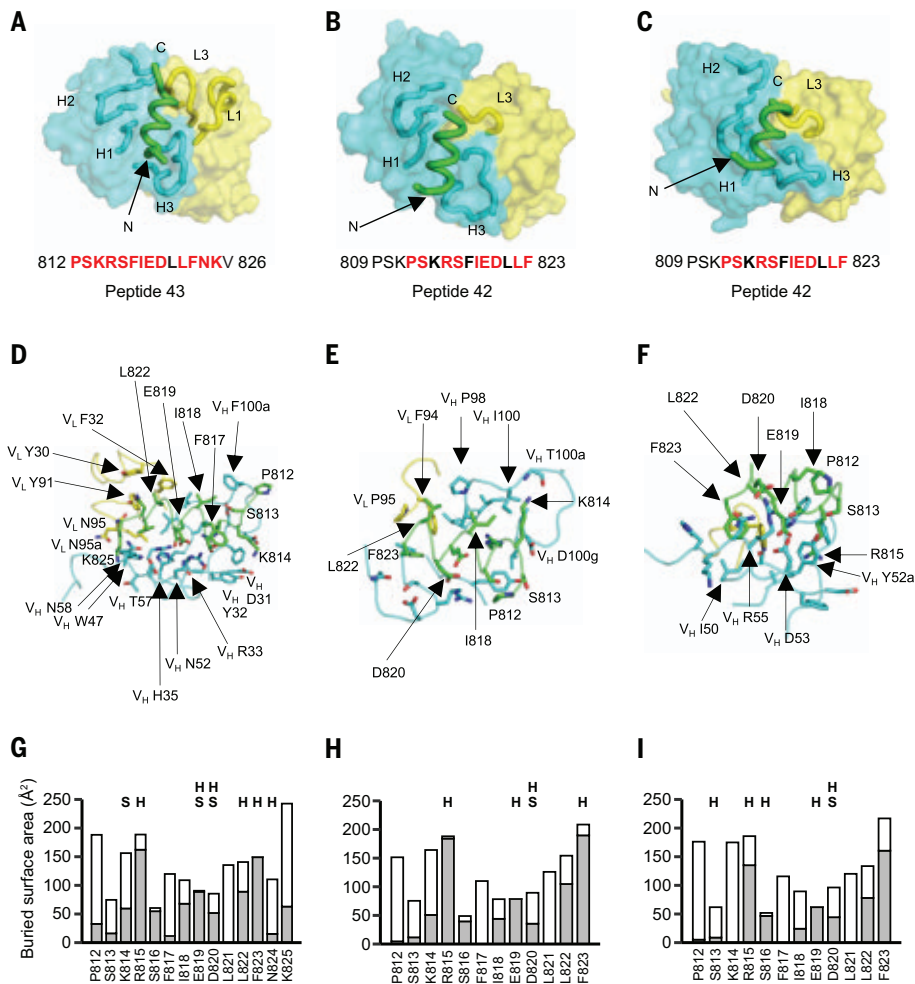 A
B
C
C
L3
H2
L1
H1
H3
N
H2
C
L3
H1
N
H3
H2
C
L3
N
H1
H3
812 PSKRSFIEDLLFNKV 826
809 PSKPSKRSFIEDLLF 823
809 PSKPSKRSFIEDLLF 823
Peptide 43
Peptide 42
Peptide 42
D
E
F
L822
E819
I818
VH F100a
VL F32
F817
VL Y30
P812
VL Y91
S813
VL N95
VL N95a
K825
K814
VH N58
VH W47
VH T57
VH Y32
VH D31
VH N52
VH R33
VH H35
VH P98
VL F94
VH I100
VH T100a
VL P95
K814
L822
F823
VH D100g
P812
S813
I818
D820
L822
D820
I818
E819
F823
P812
S813
R815
VH Y52a
VH R55
VH I50
VH D53
G
H
I
Buried surface area (Å²)
S H H S H S H H H
250
200
150
100
50
0
P812 S813 K814 R815 S816 F817 I818 E819 D820 L821 L822 F823 N824 K825
H H H S H
250
200
150
100
50
0
P812 S813 K814 R815 S816 F817 I818 E819 D820 L821 L822 F823
H H H H H S
250
200
150
100
50
0
P812 S813 K814 R815 S816 F817 I818 E819 D820 L821 L822 F823